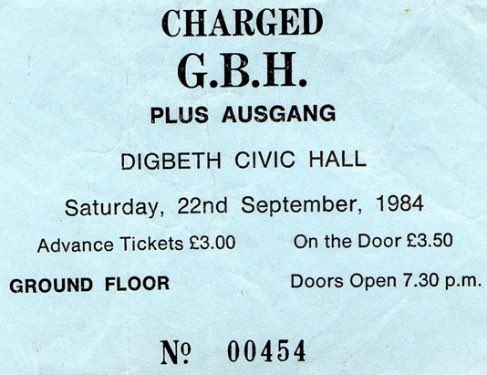 CHARGED
G.B.H.
PLUS AUSGANG
DIGBETH CIVIC HALL
Saturday, 22nd September, 1984
Advance Tickets £3.00 On the Door £3.50
GROUND FLOOR Doors Open 7.30 p.m.
Nº 00454